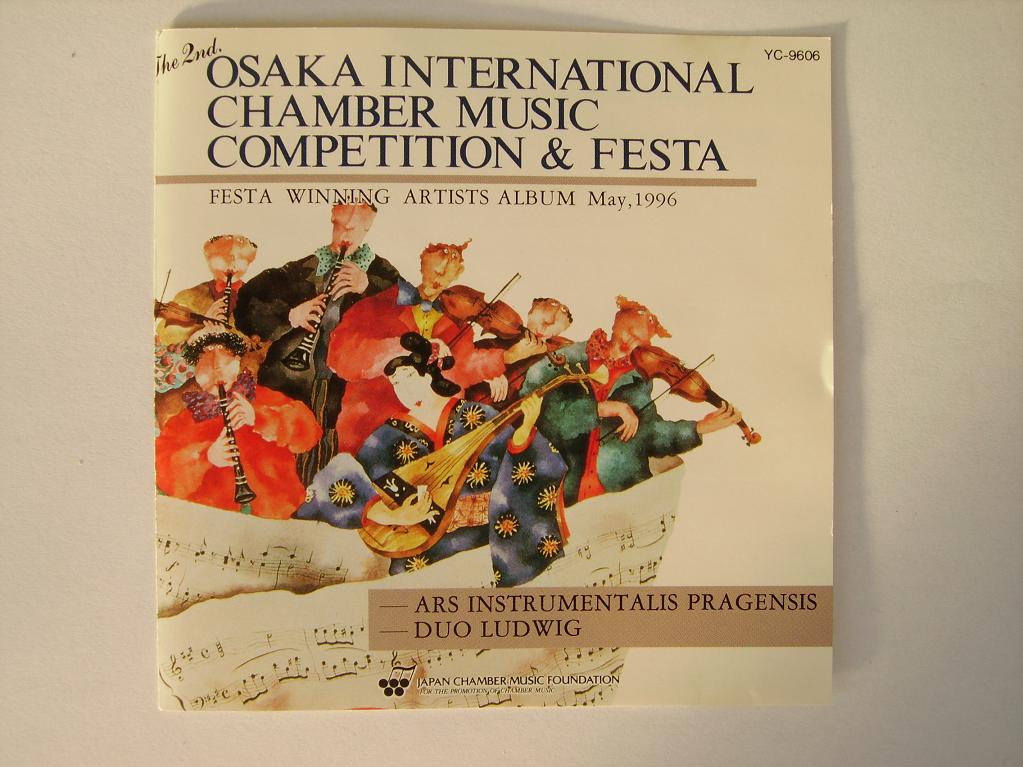 The 2nd.
OSAKA INTERNATIONAL
CHAMBER MUSIC
COMPETITION & FESTA
YC-9606
FESTA WINNING ARTISTS ALBUM May,1996
— ARS INSTRUMENTALIS PRAGENSIS
— DUO LUDWIG
JAPAN CHAMBER MUSIC FOUNDATION
FOR THE PROMOTION OF CHAMBER MUSIC